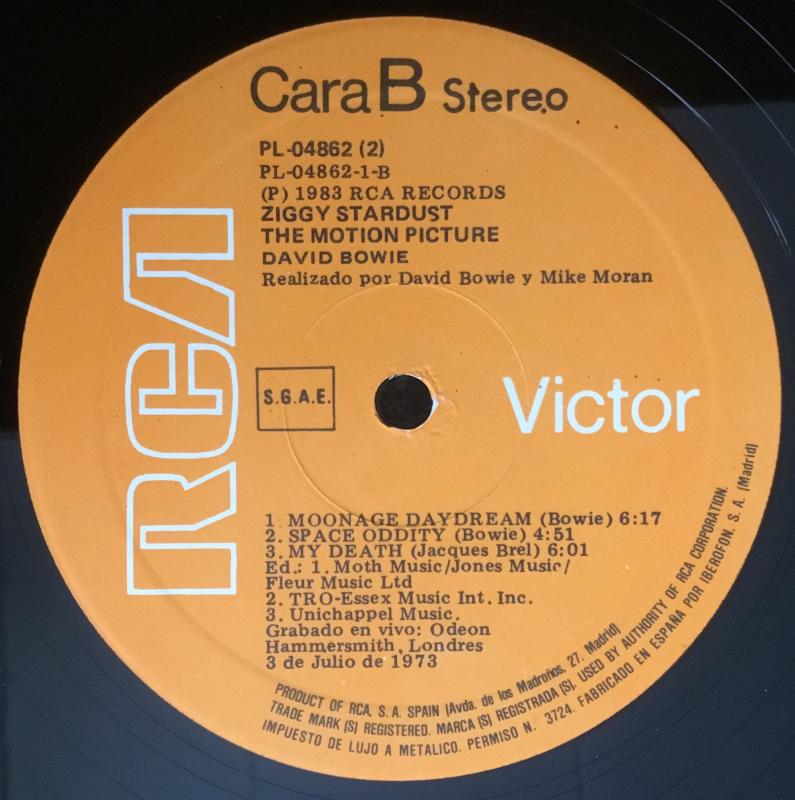 Cara B Stereo
PL-04862 (2)
PL-04862-1-B
(P) 1983 RCA RECORDS
ZIGGY STARDUST
THE MOTION PICTURE
DAVID BOWIE
Realizado por David Bowie y Mike Moran
RCA
S.G.A.E.
Victor
1 MOONAGE DAYDREAM (Bowie) 6:17
2. SPACE ODDITY (Bowie) 4:51
3. MY DEATH (Jacques Brel) 6:01
Ed.: 1. Moth Music/Jones Music/
Fleur Music Ltd
2. TRO-Essex Music Int. Inc.
3. Unichappel Music.
Grabado en vivo: Odeon
Hammersmith, Londres
3 de Julio de 1973
PRODUCT OF RCA, S.A. SPAIN (Avda. de los Madroños, 27. Madrid)
TRADE MARK (S) REGISTERED. MARCA (S) REGISTRADA (S). USED BY AUTHORITY OF RCA CORPORATION.
IMPUESTO DE LUJO A METALICO. PERMISO N.° 3724. FABRICADO EN ESPAÑA POR IBEROFON. S. A. (Madrid)